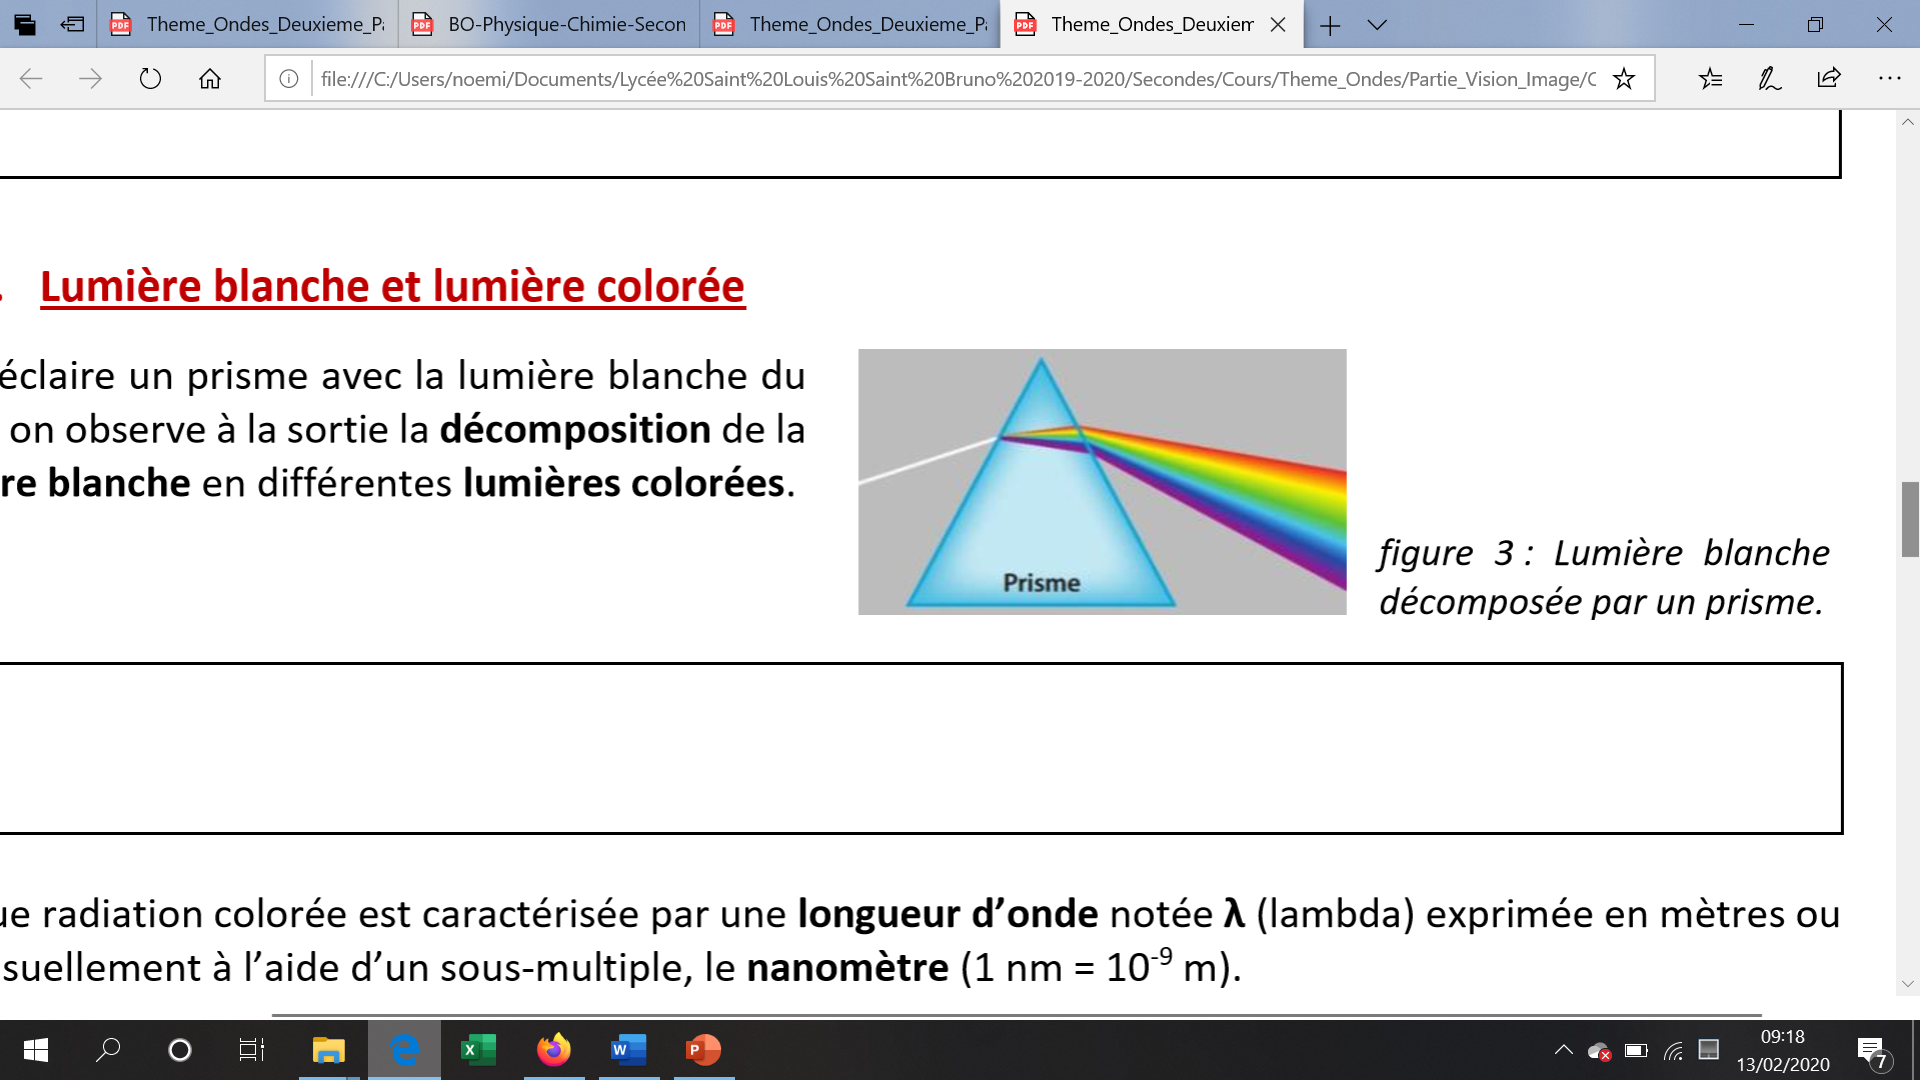 Theme_Ondes_Deuxieme_Pa
BO-Physique-Chimie-Secon
Theme_Ondes_Deuxieme_Pa
Theme_Ondes_Deuxiem
file:///C:/Users/noemi/Documents/Lycée%20Saint%20Louis%20Saint%20Bruno%202019-2020/Secondes/Cours/Theme_Ondes/Partie_Vision_Image/C
. Lumière blanche et lumière colorée
éclaire un prisme avec la lumière blanche du
on observe à la sortie la décomposition de la
re blanche en différentes lumières colorées.
Prisme
figure 3 : Lumière blanche
décomposée par un prisme.
ue radiation colorée est caractérisée par une longueur d’onde notée λ (lambda) exprimée en mètres ou
suellement à l’aide d’un sous-multiple, le nanomètre (1 nm = 10⁻⁹ m).
09:18
13/02/2020
7